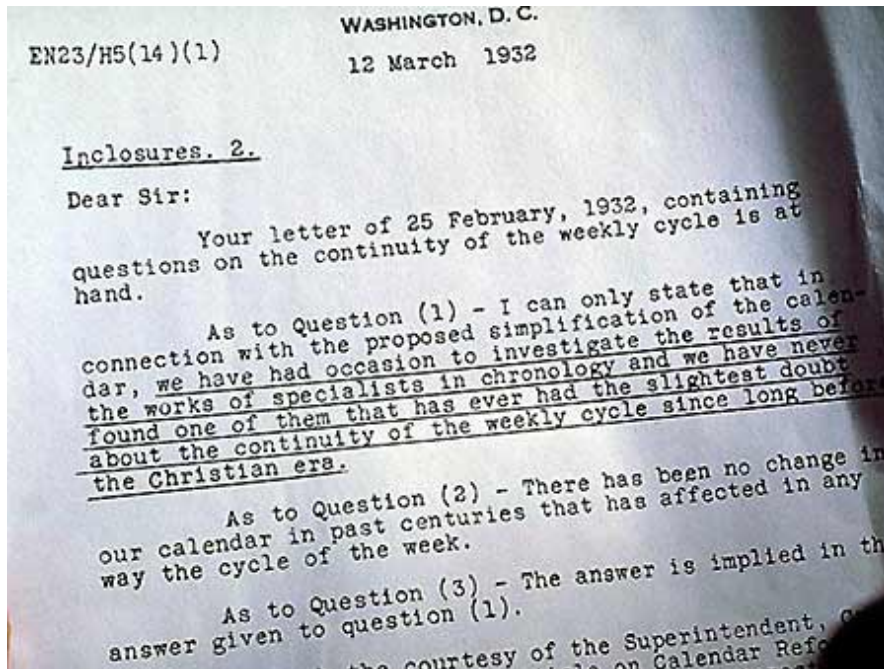 WASHINGTON, D. C.
EN23/H5(14)(1)
12 March 1932
Inclosures. 2.
Dear Sir:
Your letter of 25 February, 1932, containing
questions on the continuity of the weekly cycle is at
hand.
As to Question (1) - I can only state that in
connection with the proposed simplification of the calen-
dar, we have had occasion to investigate the results of
the works of specialists in chronology and we have never
found one of them that has ever had the slightest doubt
about the continuity of the weekly cycle since long before
the Christian era.
As to Question (2) - There has been no change in
our calendar in past centuries that has affected in any
way the cycle of the week.
As to Question (3) - The answer is implied in
answer given to question (1).
the courtesy of the Superintendent,
on Calendar